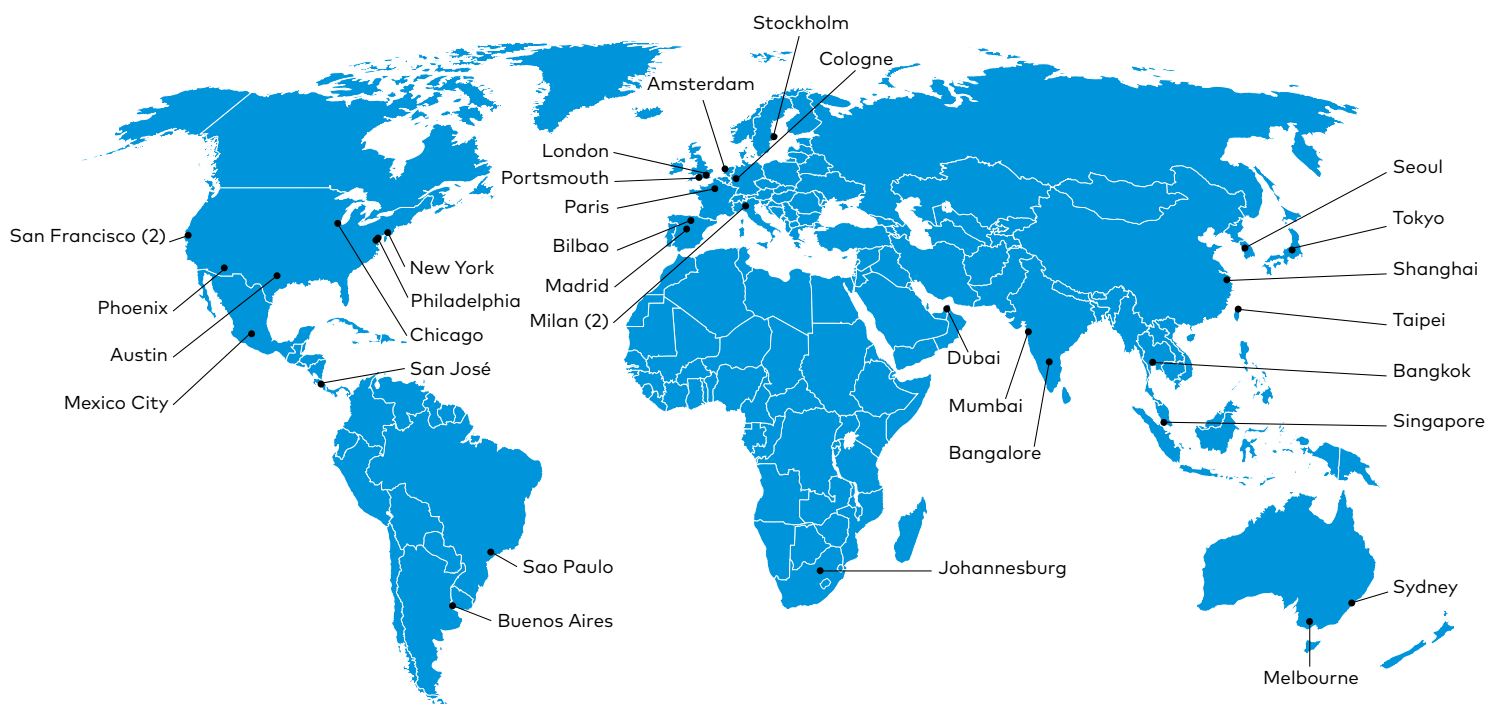 Stockholm
Cologne
Amsterdam
London
Portsmouth
Paris
Bilbao
Madrid
Milan (2)
San Francisco (2)
Phoenix
Austin
Mexico City
New York
Philadelphia
Chicago
San José
Sao Paulo
Buenos Aires
Dubai
Mumbai
Bangalore
Johannesburg
Seoul
Tokyo
Shanghai
Taipei
Bangkok
Singapore
Sydney
Melbourne